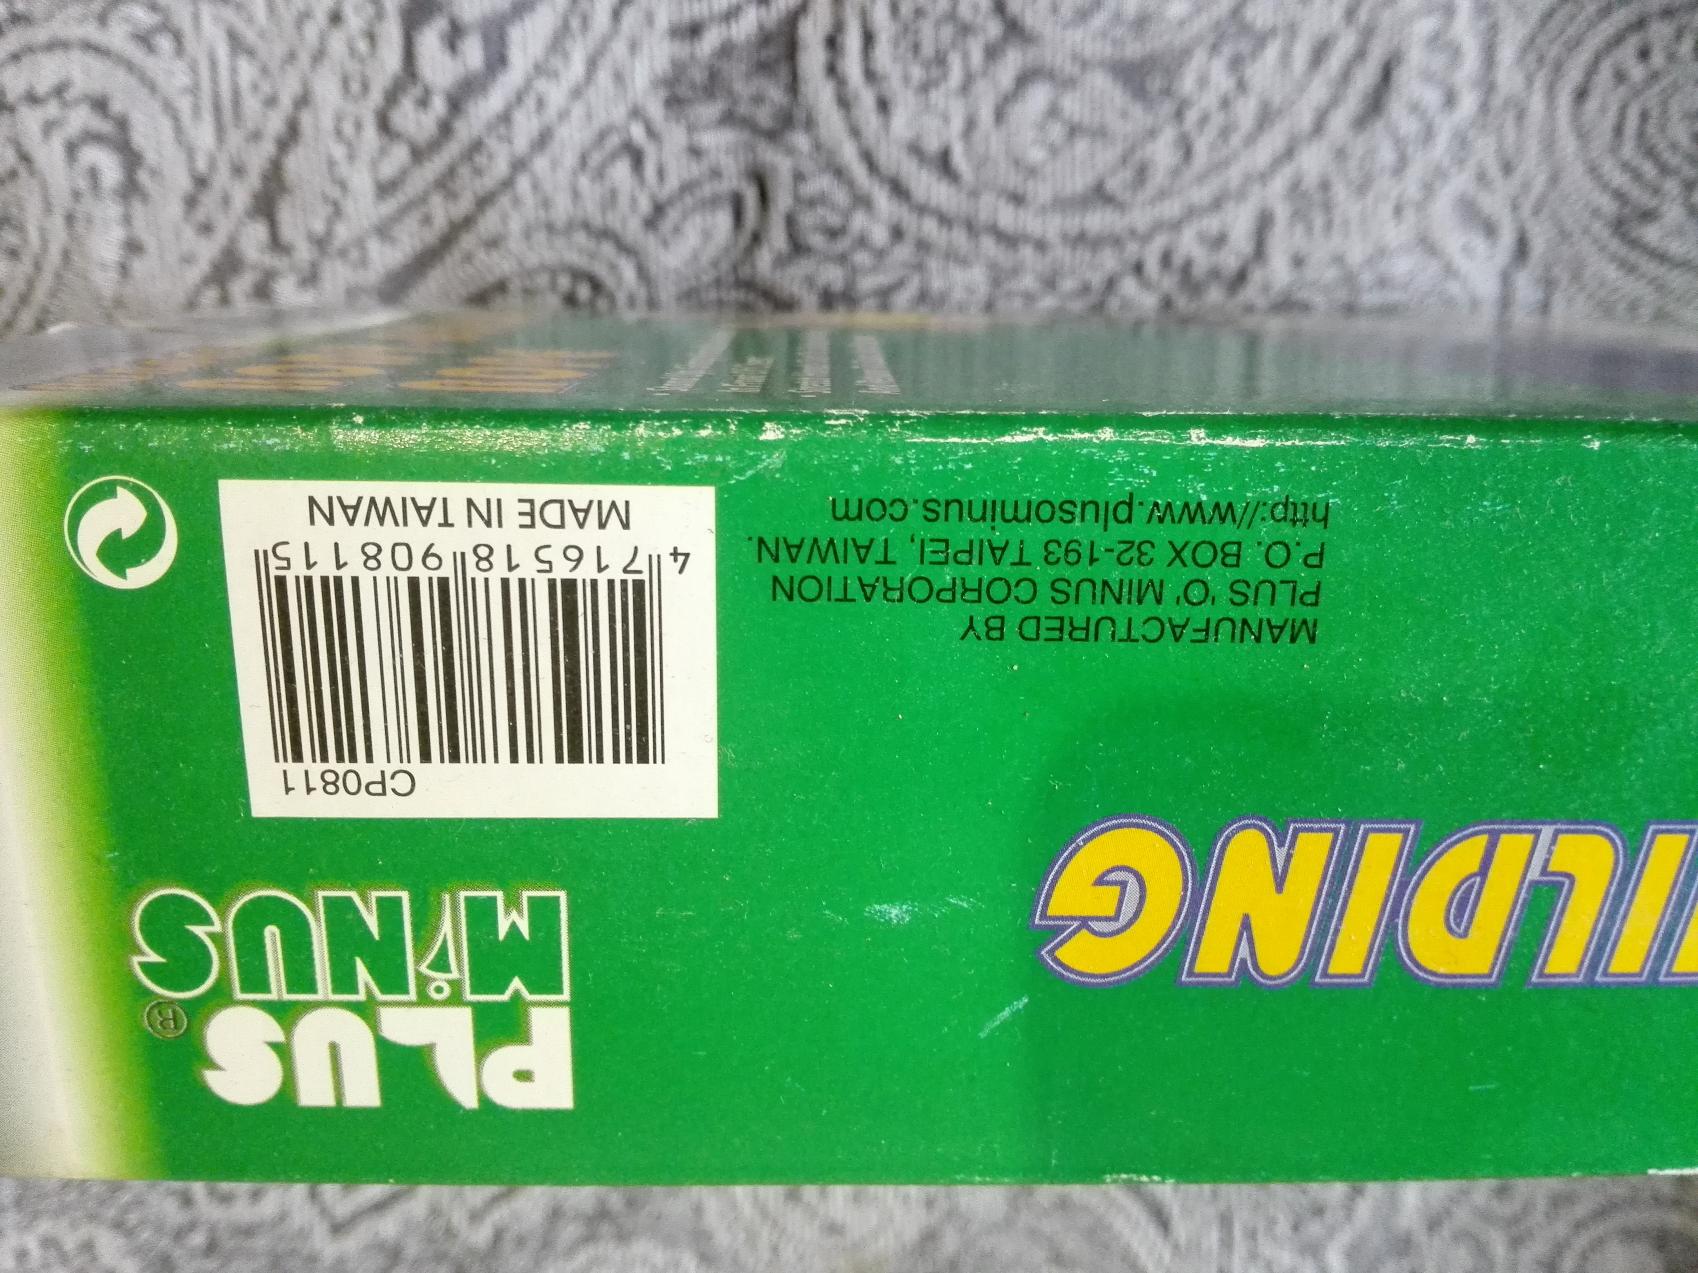 PLUS
MINUS
®
ILDING
CP0811
4 716518 908115
MADE IN TAIWAN
MANUFACTURED BY
PLUS 'O' MINUS CORPORATION
P.O. BOX 32-193 TAIPEI, TAIWAN.
http://www.plusominus.com